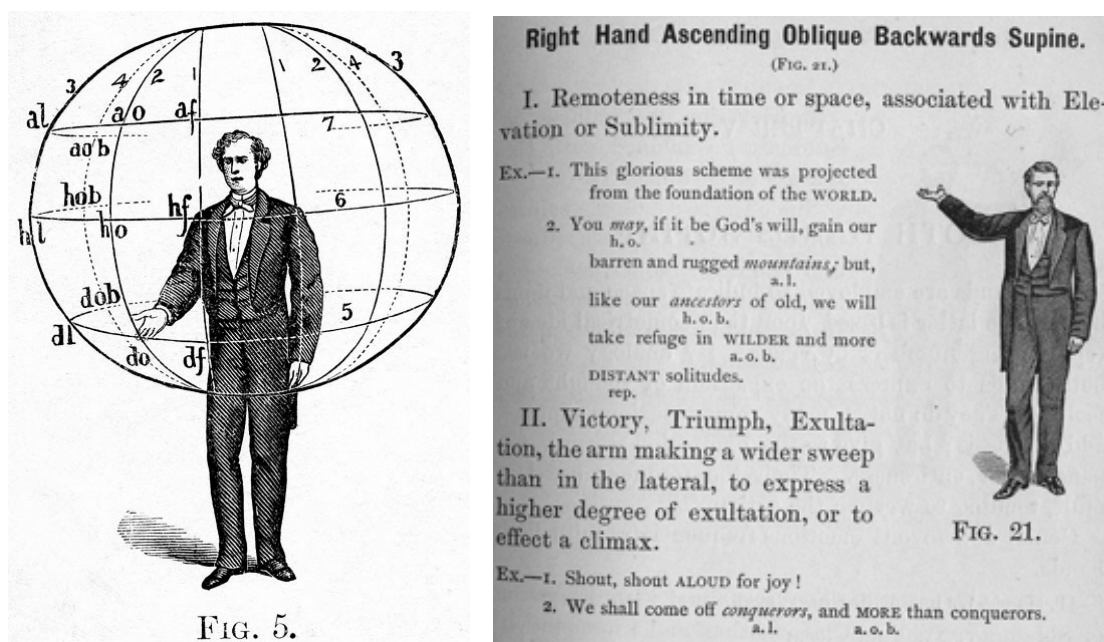 3 4 2 1 1 2 4 3
al ao af
7
aob
hob
hf 6
hl ho
dob
5
dl
do df
FIG. 5.
Right Hand Ascending Oblique Backwards Supine.
(FIG. 21.)
I. Remoteness in time or space, associated with Ele-
vation or Sublimity.
Ex.—1. This glorious scheme was projected
from the foundation of the WORLD.
2. You may, if it be God's will, gain our
h. o.
barren and rugged mountains; but,
a. l.
like our ancestors of old, we will
h. o. b.
take refuge in WILDER and more
a. o. b.
DISTANT solitudes.
rep.
II. Victory, Triumph, Exulta-
tion, the arm making a wider sweep
than in the lateral, to express a
higher degree of exultation, or to
effect a climax.
FIG. 21.
Ex.—1. Shout, shout ALOUD for joy!
2. We shall come off conquerors, and MORE than conquerors.
a. l. a. o. b.